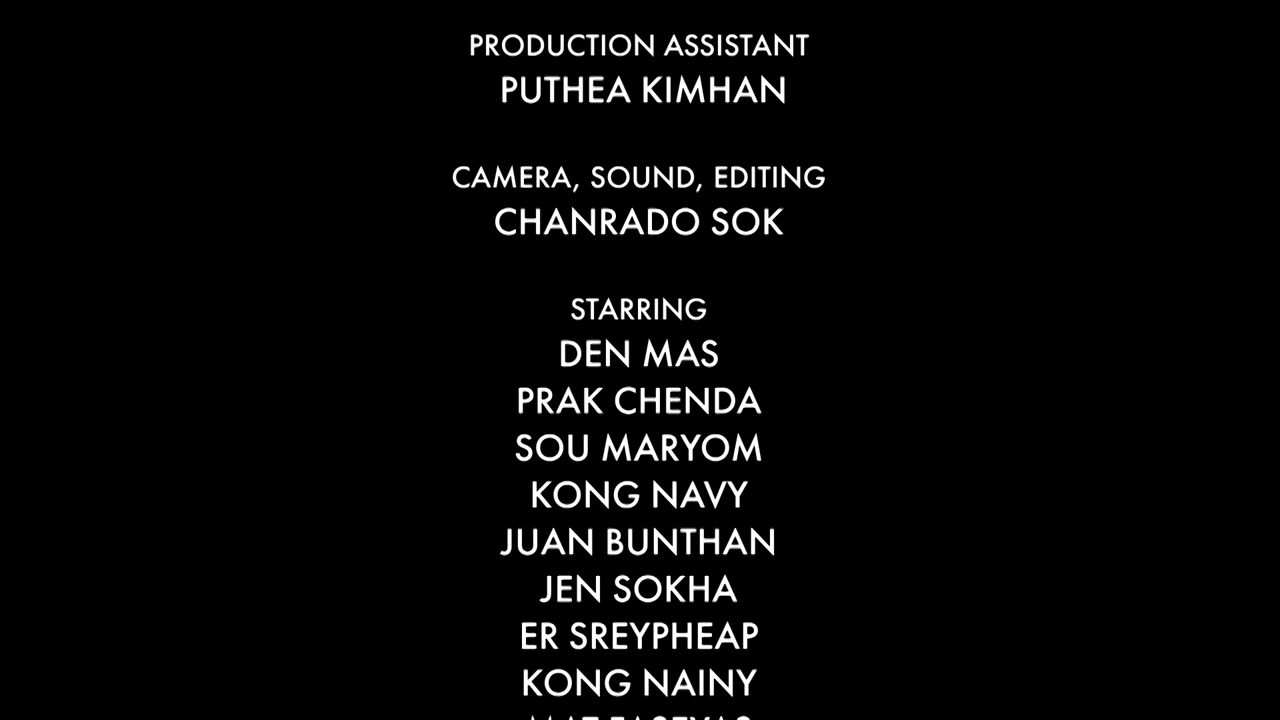 PRODUCTION ASSISTANT
PUTHEA KIMHAN
CAMERA, SOUND, EDITING
CHANRADO SOK
STARRING
DEN MAS
PRAK CHENDA
SOU MARYOM
KONG NAVY
JUAN BUNTHAN
JEN SOKHA
ER SREYPHEAP
KONG NAINY